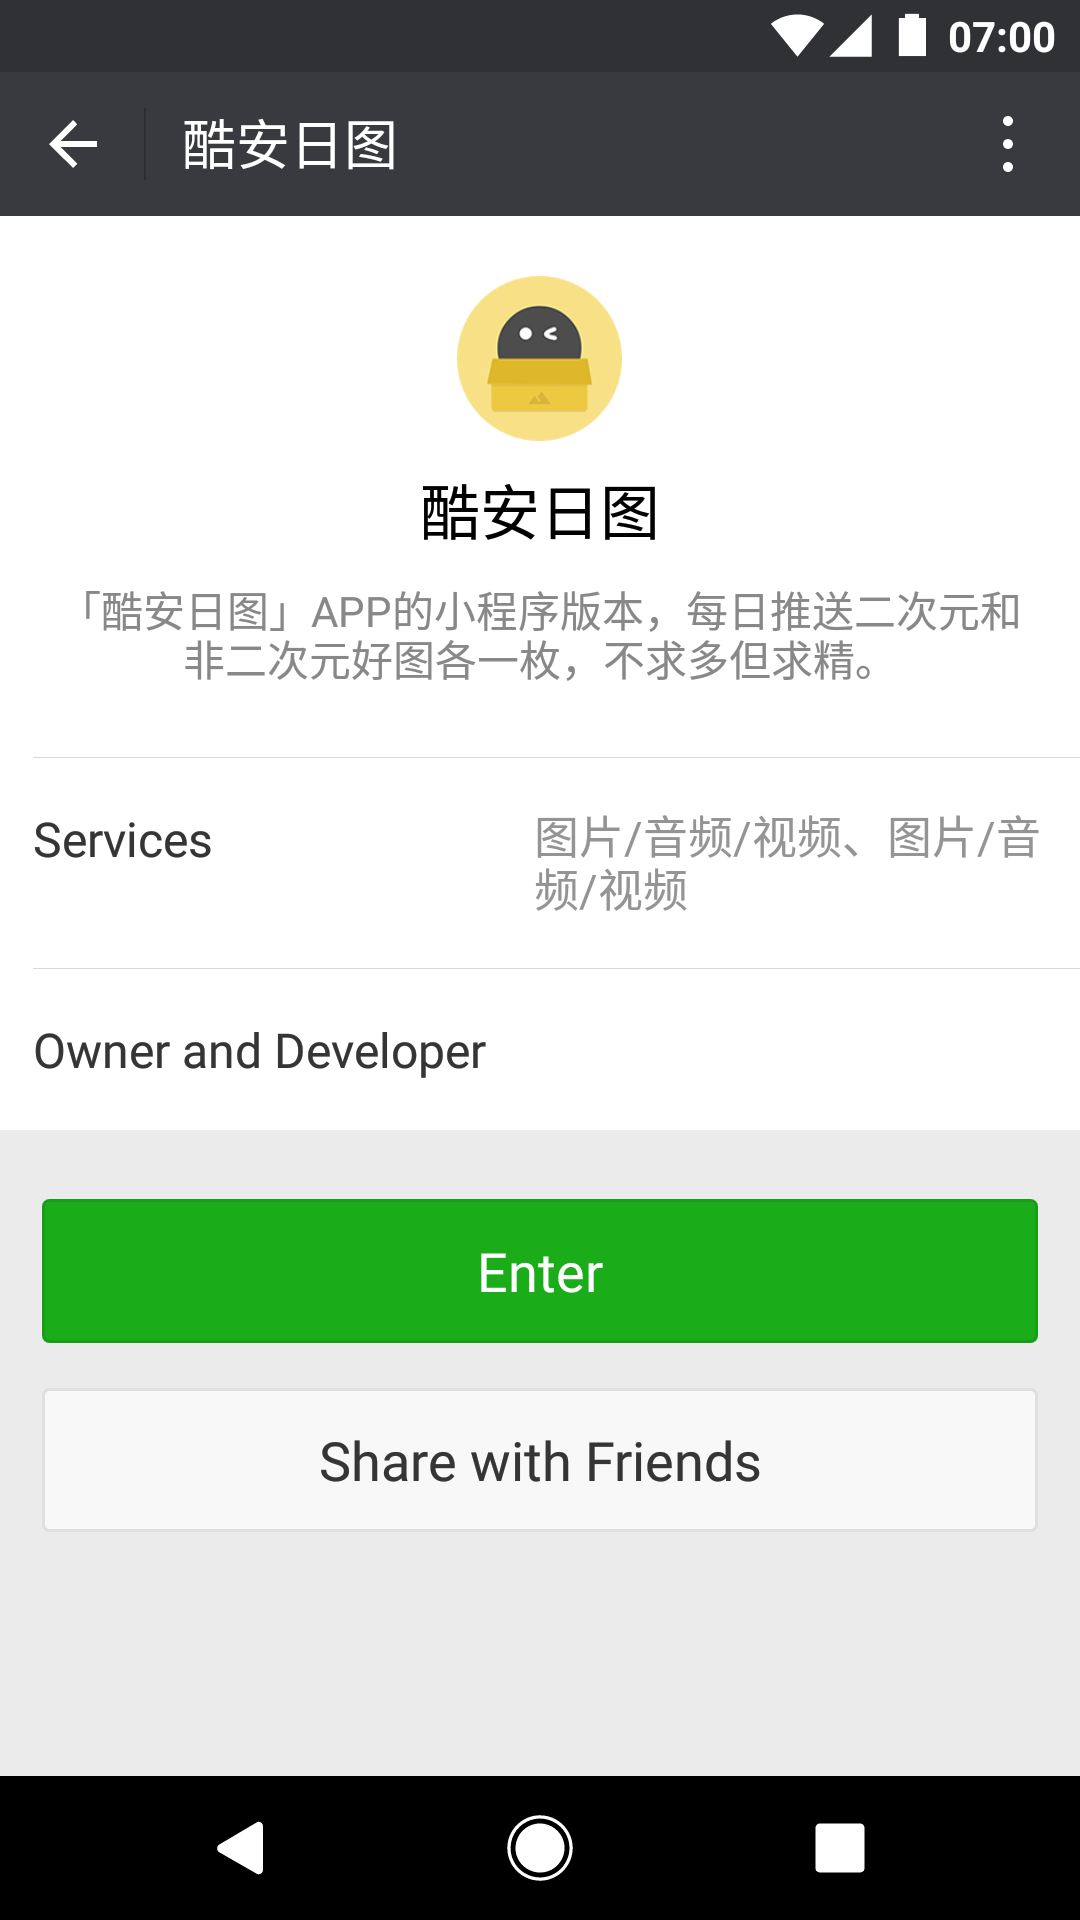 07:00
酷安日图
酷安日图
「酷安日图」APP的小程序版本，每日推送二次元和
非二次元好图各一枚，不求多但求精。
Services
图片/音频/视频、图片/音
频/视频
Owner and Developer
Enter
Share with Friends